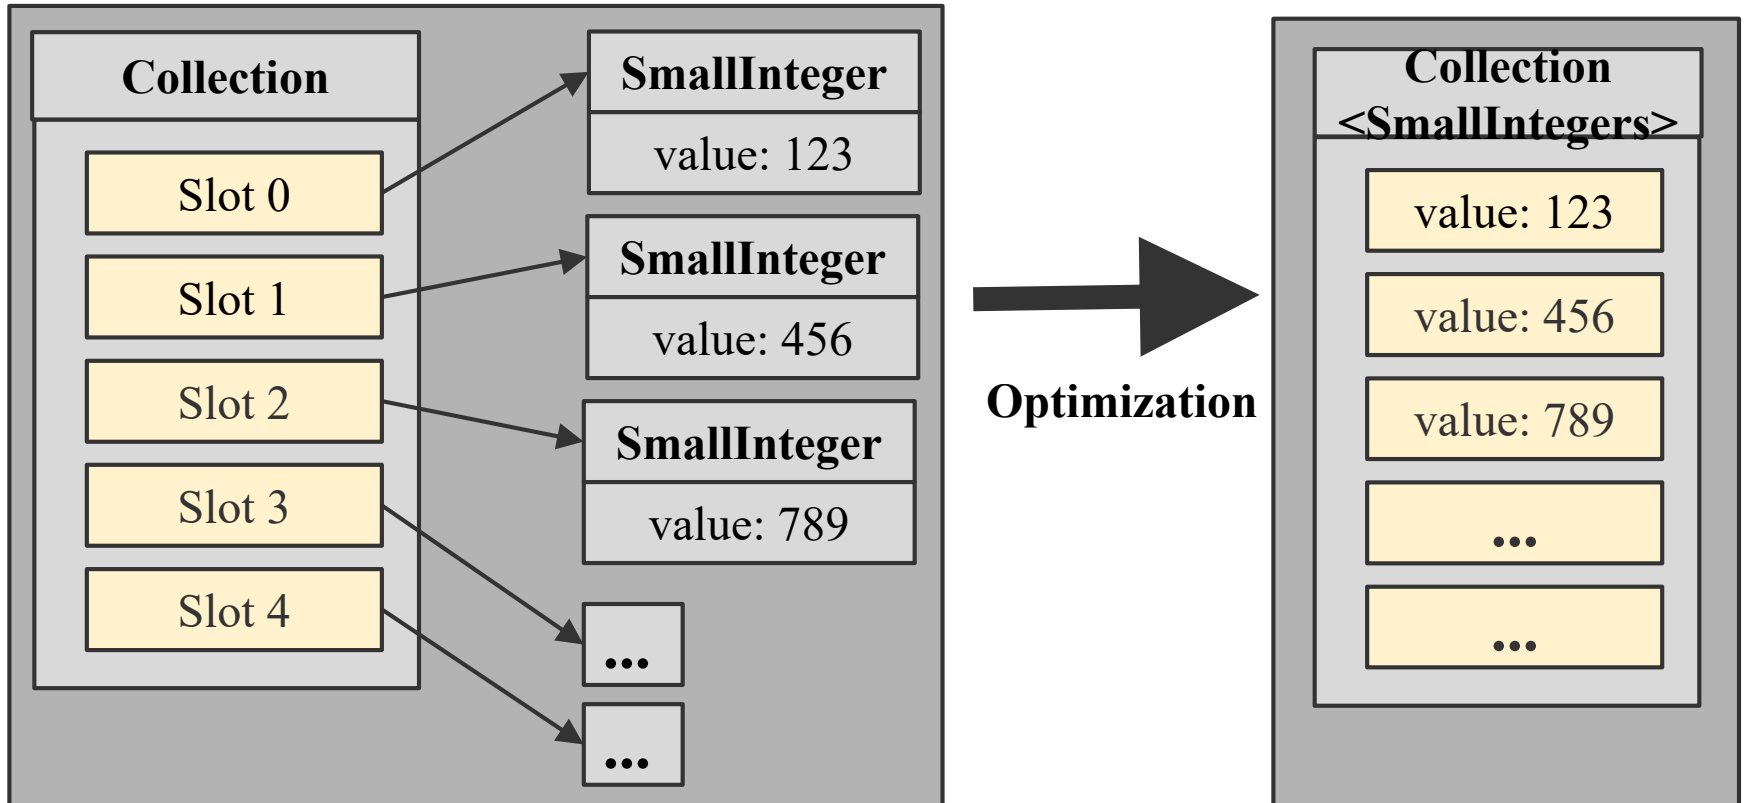 Collection
Slot 0
Slot 1
Slot 2
Slot 3
Slot 4
SmallInteger
value: 123
SmallInteger
value: 456
SmallInteger
value: 789
...
...
Optimization
Collection
<SmallIntegers>
value: 123
value: 456
value: 789
...
...